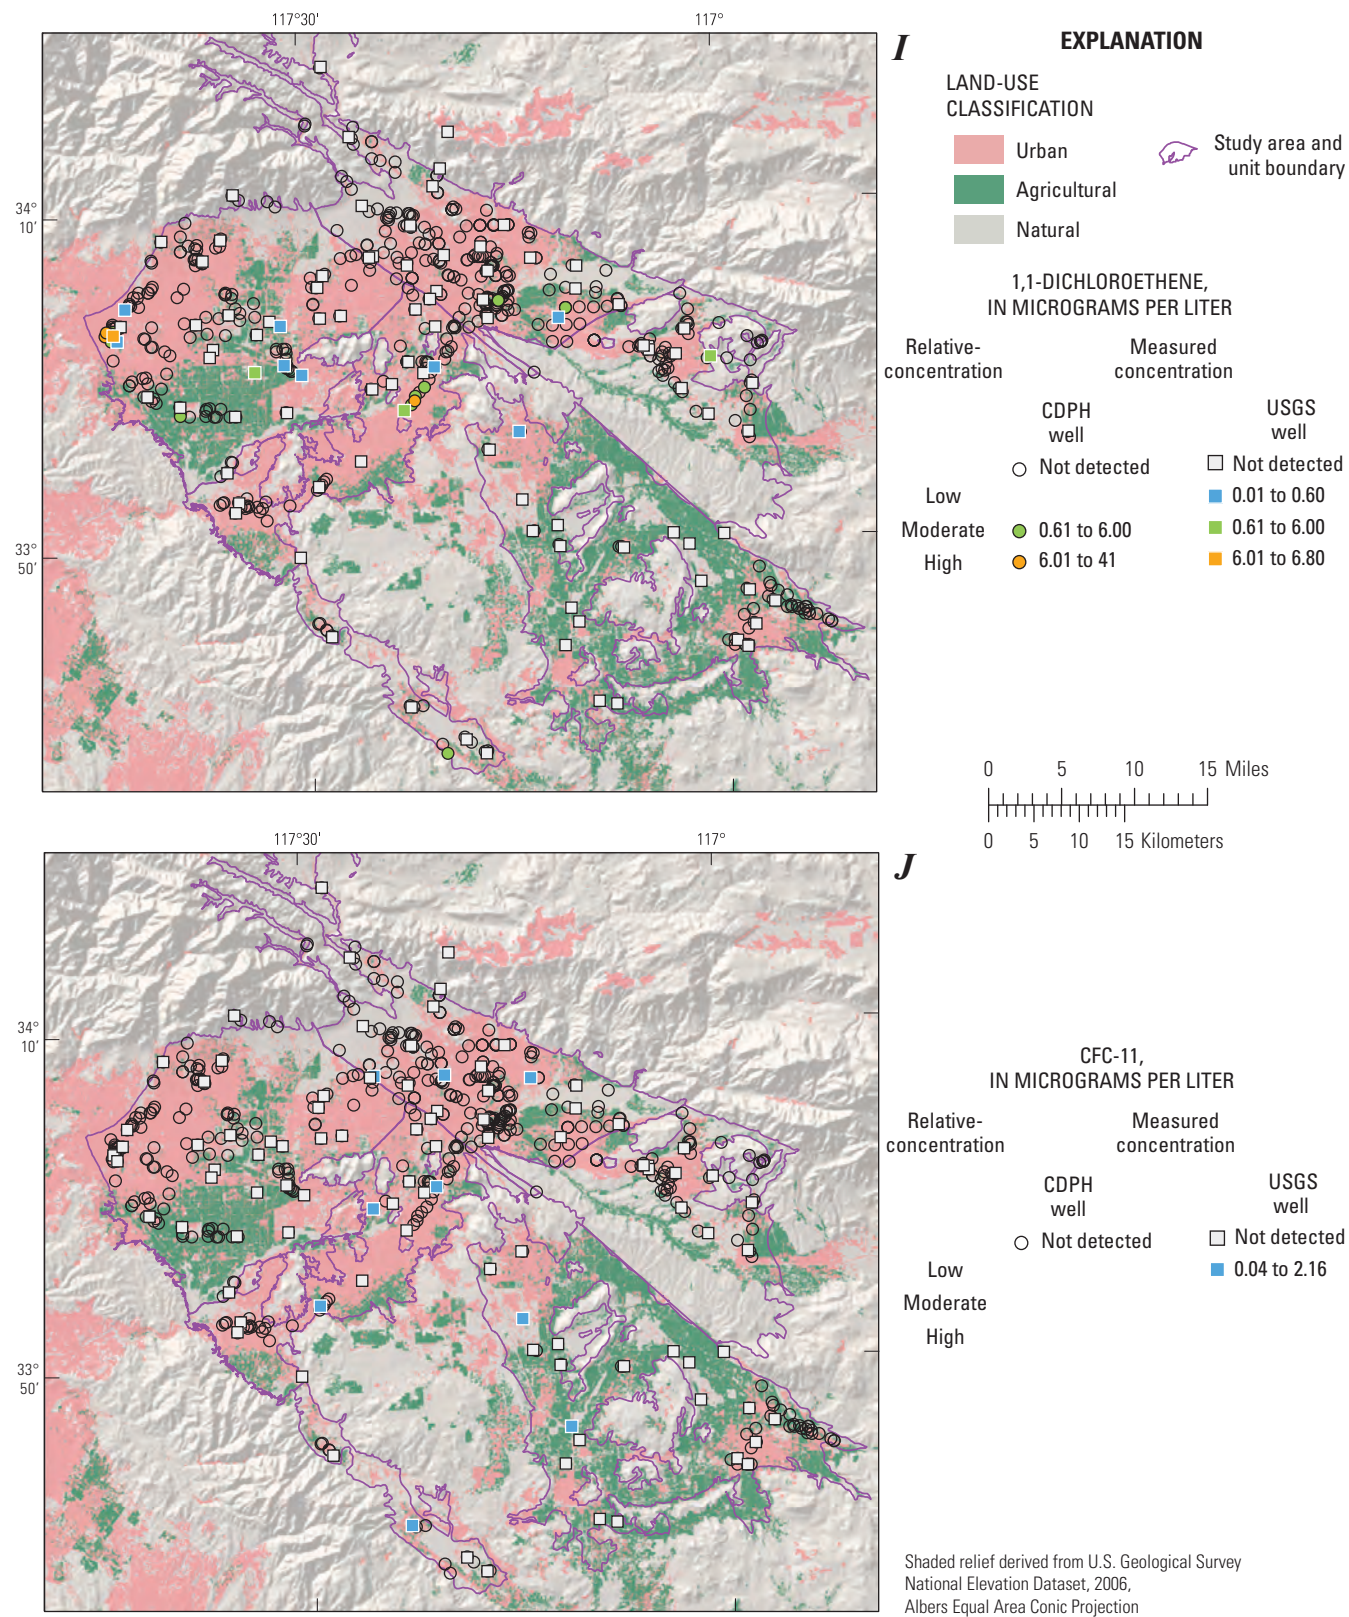 117°30'
117°
34°
10'
33°
50'
I
EXPLANATION
LAND-USE
CLASSIFICATION
Urban
Agricultural
Natural
Study area and
unit boundary
1,1-DICHLOROETHENE,
IN MICROGRAMS PER LITER
Relative-
concentration
Measured
concentration
CDPH
well
USGS
well
Not detected
Not detected
Low
0.01 to 0.60
Moderate
0.61 to 6.00
0.61 to 6.00
High
6.01 to 41
6.01 to 6.80
0 5 10 15 Miles
0 5 10 15 Kilometers
117°30'
117°
34°
10'
33°
50'
J
CFC-11,
IN MICROGRAMS PER LITER
Relative-
concentration
Measured
concentration
CDPH
well
USGS
well
Not detected
Not detected
Low
0.04 to 2.16
Moderate
High
Shaded relief derived from U.S. Geological Survey
National Elevation Dataset, 2006,
Albers Equal Area Conic Projection